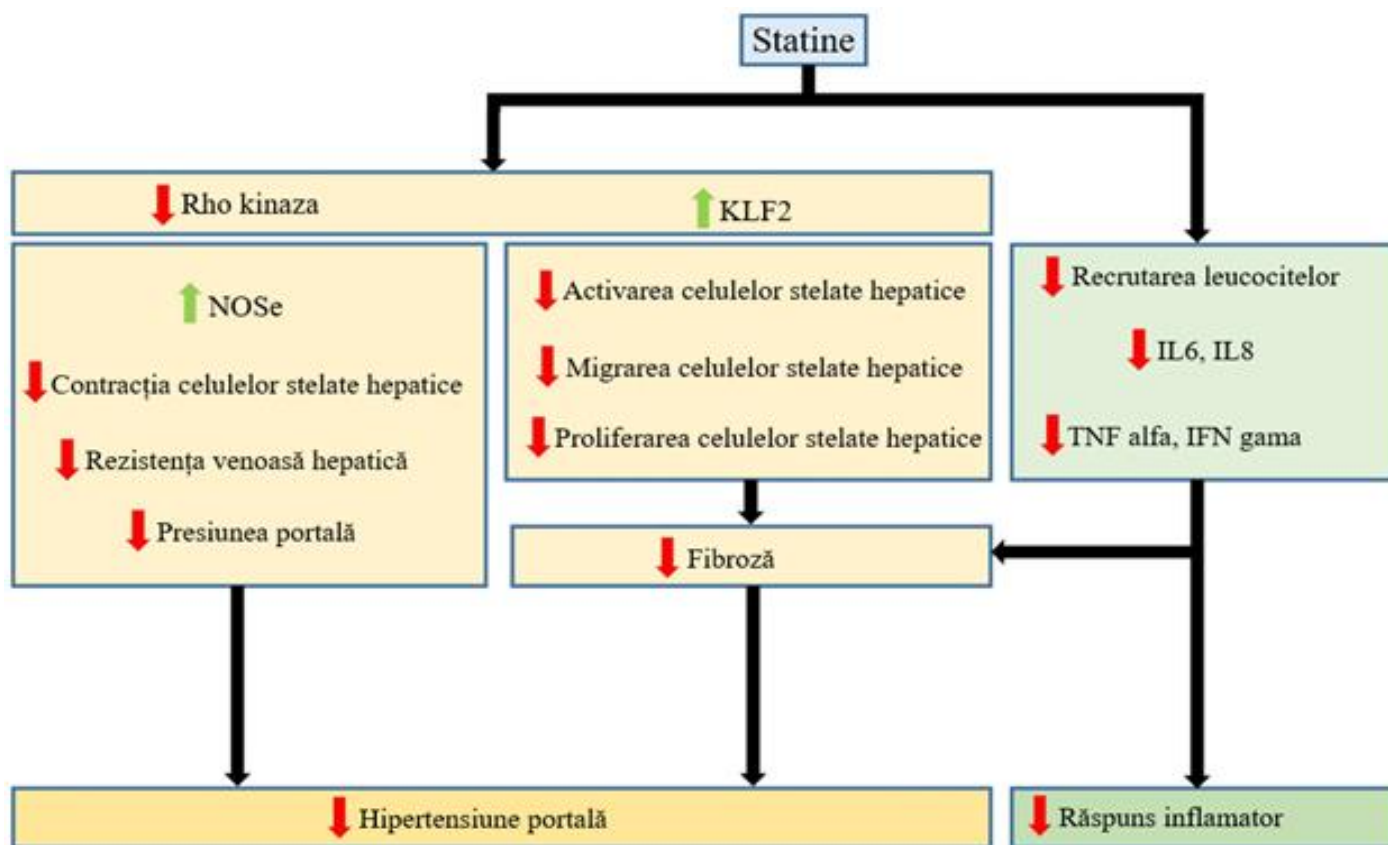 Statine
Rho kinaza
KLF2
NOSe
Contracția celulelor stelate hepatice
Rezistența venoasă hepatică
Presiunea portală
Activarea celulelor stelate hepatice
Migrarea celulelor stelate hepatice
Proliferarea celulelor stelate hepatice
Fibroză
Recrutarea leucocitelor
IL6, IL8
TNF alfa, IFN gama
Hipertensiune portală
Răspuns inflamator